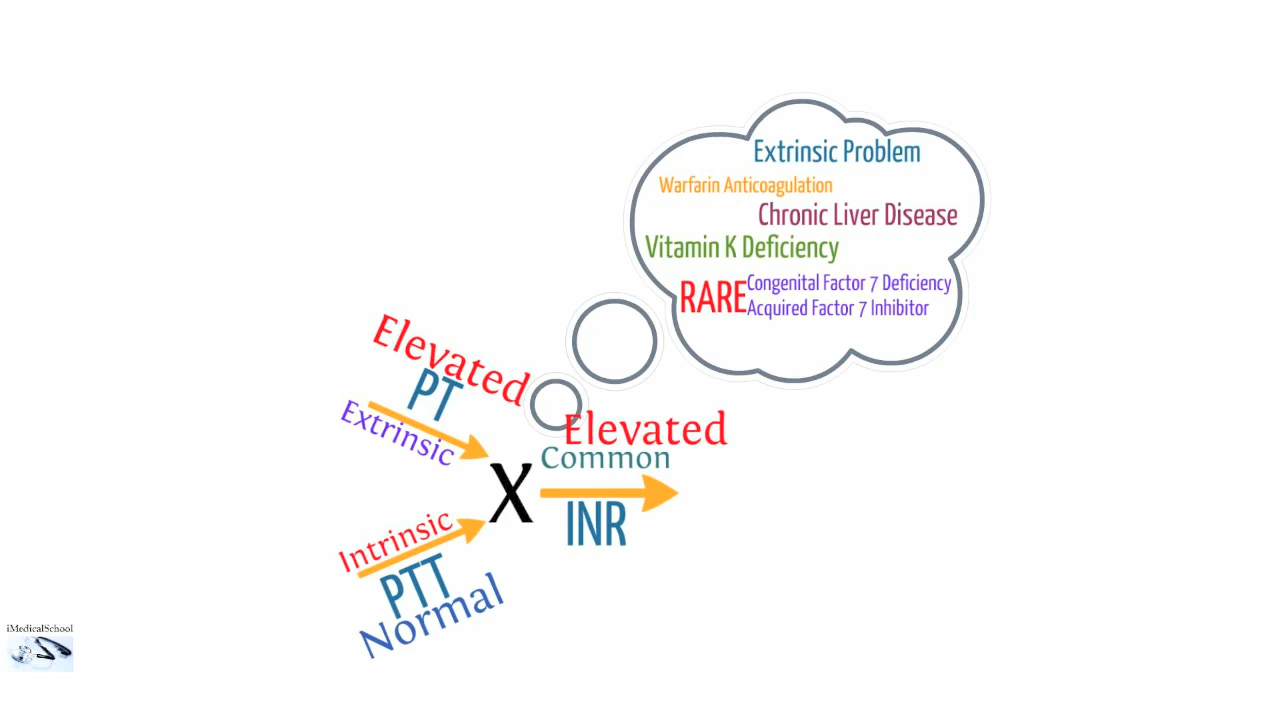 Extrinsic Problem
Warfarin Anticoagulation
Chronic Liver Disease
Vitamin K Deficiency
RARE
Congenital Factor 7 Deficiency
Acquired Factor 7 Inhibitor
Elevated
PT
Extrinsic
X
Elevated
Common
INR
Intrinsic
PTT
Normal
iMedicalSchool